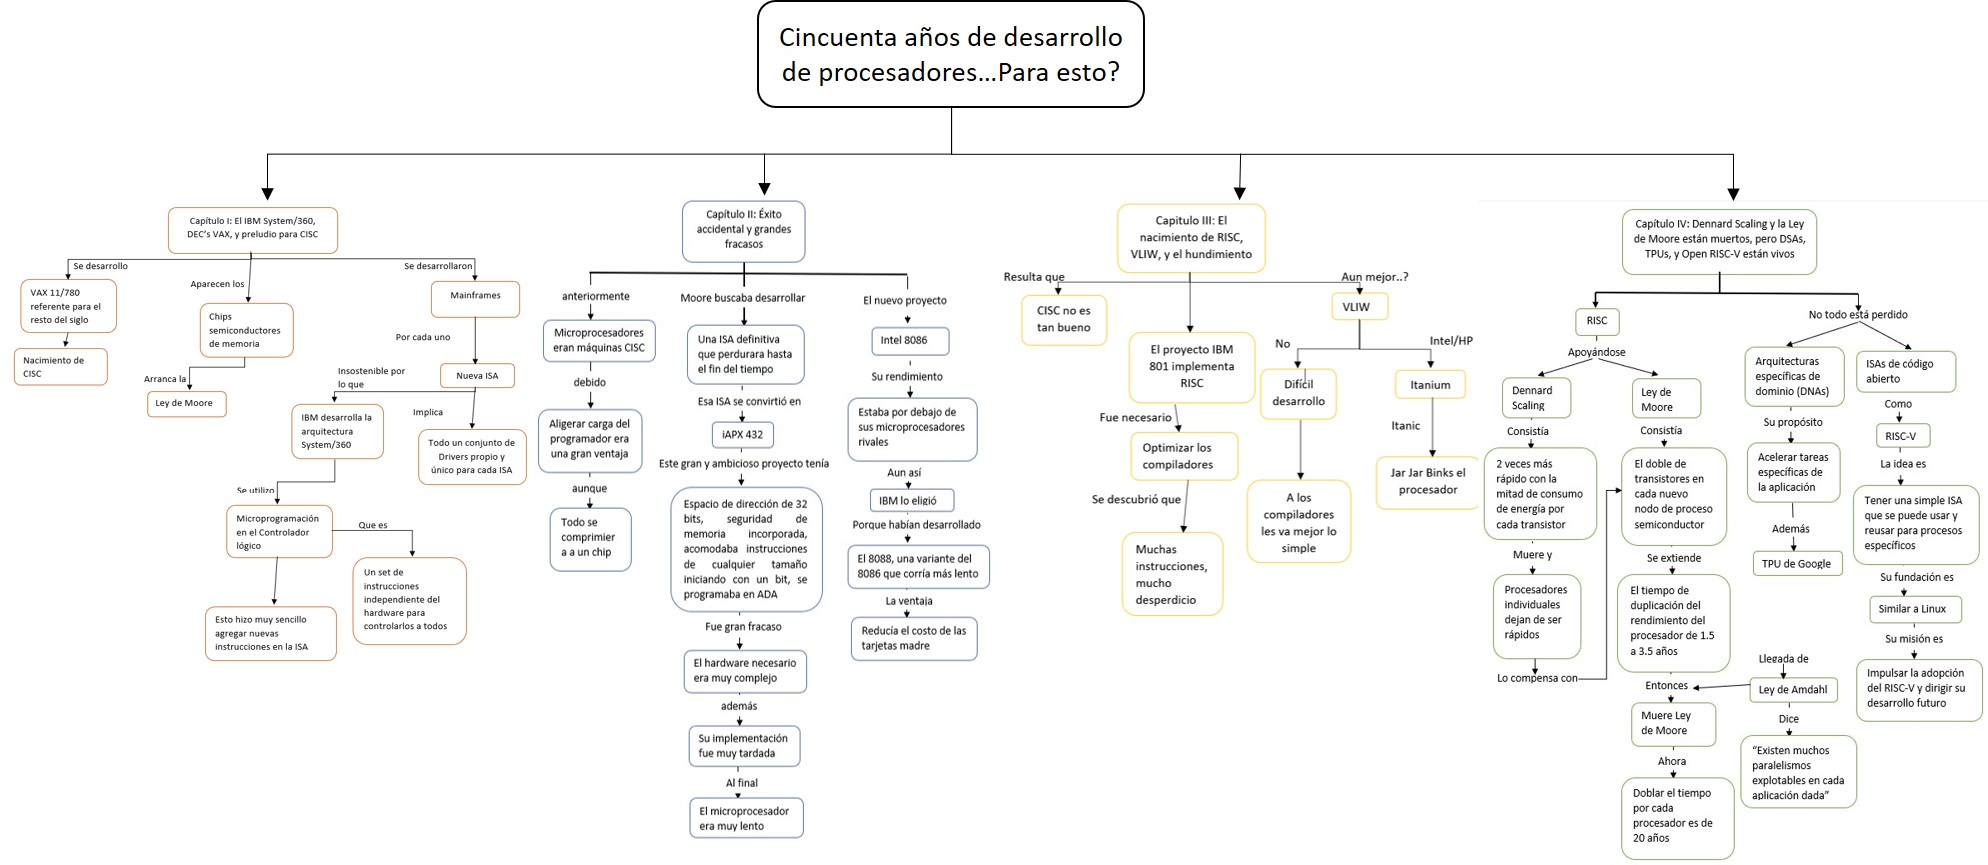 Cincuenta años de desarrollo
de procesadores...Para esto?
Capítulo I: El IBM System/360,
DEC's VAX, y preludio para CISC
Se desarrollo
VAX 11/780
referente para el
resto del siglo
Nacimiento de
CISC
Aparecen los
Chips
semiconductores
de memoria
Arranca la
Ley de Moore
Se desarrollaron
Mainframes
Por cada uno
Nueva ISA
Insostenible por
lo que
IBM desarrolla la
arquitectura
System/360
Implica
Todo un conjunto de
Drivers propio y
único para cada ISA
Se utilizo
Microprogramación
en el Controlador
lógico
Que es
Un set de
instrucciones
independiente del
hardware para
controlarlos a todos
Esto hizo muy sencillo
agregar nuevas
instrucciones en la ISA
Capítulo II: Éxito
accidental y grandes
fracasos
anteriormente
Microprocesadores
eran máquinas CISC
debido
Aligerar carga del
programador era
una gran ventaja
aunque
Todo se
comprimier
a a un chip
Moore buscaba desarrollar
Una ISA definitiva
que perdurara hasta
el fin del tiempo
Esa ISA se convirtió en
iAPX 432
Este gran y ambicioso proyecto tenía
Espacio de dirección de 32
bits, seguridad de
memoria incorporada,
acomodaba instrucciones
de cualquier tamaño
iniciando con un bit, se
programaba en ADA
Fue gran fracaso
El hardware necesario
era muy complejo
además
Su implementación
fue muy tardada
Al final
El microprocesador
era muy lento
El nuevo proyecto
Intel 8086
Su rendimiento
Estaba por debajo de
sus microprocesadores
rivales
Aun así
IBM lo eligió
Porque habían desarrollado
El 8088, una variante del
8086 que corría más lento
La ventaja
Reducía el costo de las
tarjetas madre
Capitulo III: El
nacimiento de RISC,
VLIW, y el hundimiento
Resulta que
CISC no es
tan bueno
El proyecto IBM
801 implementa
RISC
Fue necesario
Optimizar los
compiladores
Se descubrió que
Muchas
instrucciones,
mucho
desperdicio
Aun mejor..?
VLIW
No
Difícil
desarrollo
A los
compiladores
les va mejor lo
simple
Intel/HP
Itanium
Itanic
Jar Jar Binks el
procesador
Capítulo IV: Dennard Scaling y la Ley
de Moore están muertos, pero DSAs,
TPUs, y Open RISC-V están vivos
RISC
Apoyándose
Dennard
Scaling
Consistía
2 veces más
rápido con la
mitad de consumo
de energía por
cada transistor
Muere y
Procesadores
individuales
dejan de ser
rápidos
Lo compensa con
Ley de
Moore
Consistía
El doble de
transistores en
cada nuevo
nodo de proceso
semiconductor
Se extiende
El tiempo de
duplicación del
rendimiento del
procesador de 1.5
a 3.5 años
Entonces
Muere Ley
de Moore
Ahora
Doblar el tiempo
por cada
procesador es de
20 años
Llegada de
Ley de Amdahl
Dice
“Existen muchos
paralelismos
explotables en cada
aplicación dada”
No todo está perdido
Arquitecturas
específicas de
dominio (DNAs)
Su propósito
Acelerar tareas
específicas de
la aplicación
Además
TPU de Google
ISAs de código
abierto
Como
RISC-V
La idea es
Tener una simple ISA
que se puede usar y
reusar para procesos
específicos
Su fundación es
Similar a Linux
Su misión es
Impulsar la adopción
del RISC-V y dirigir su
desarrollo futuro